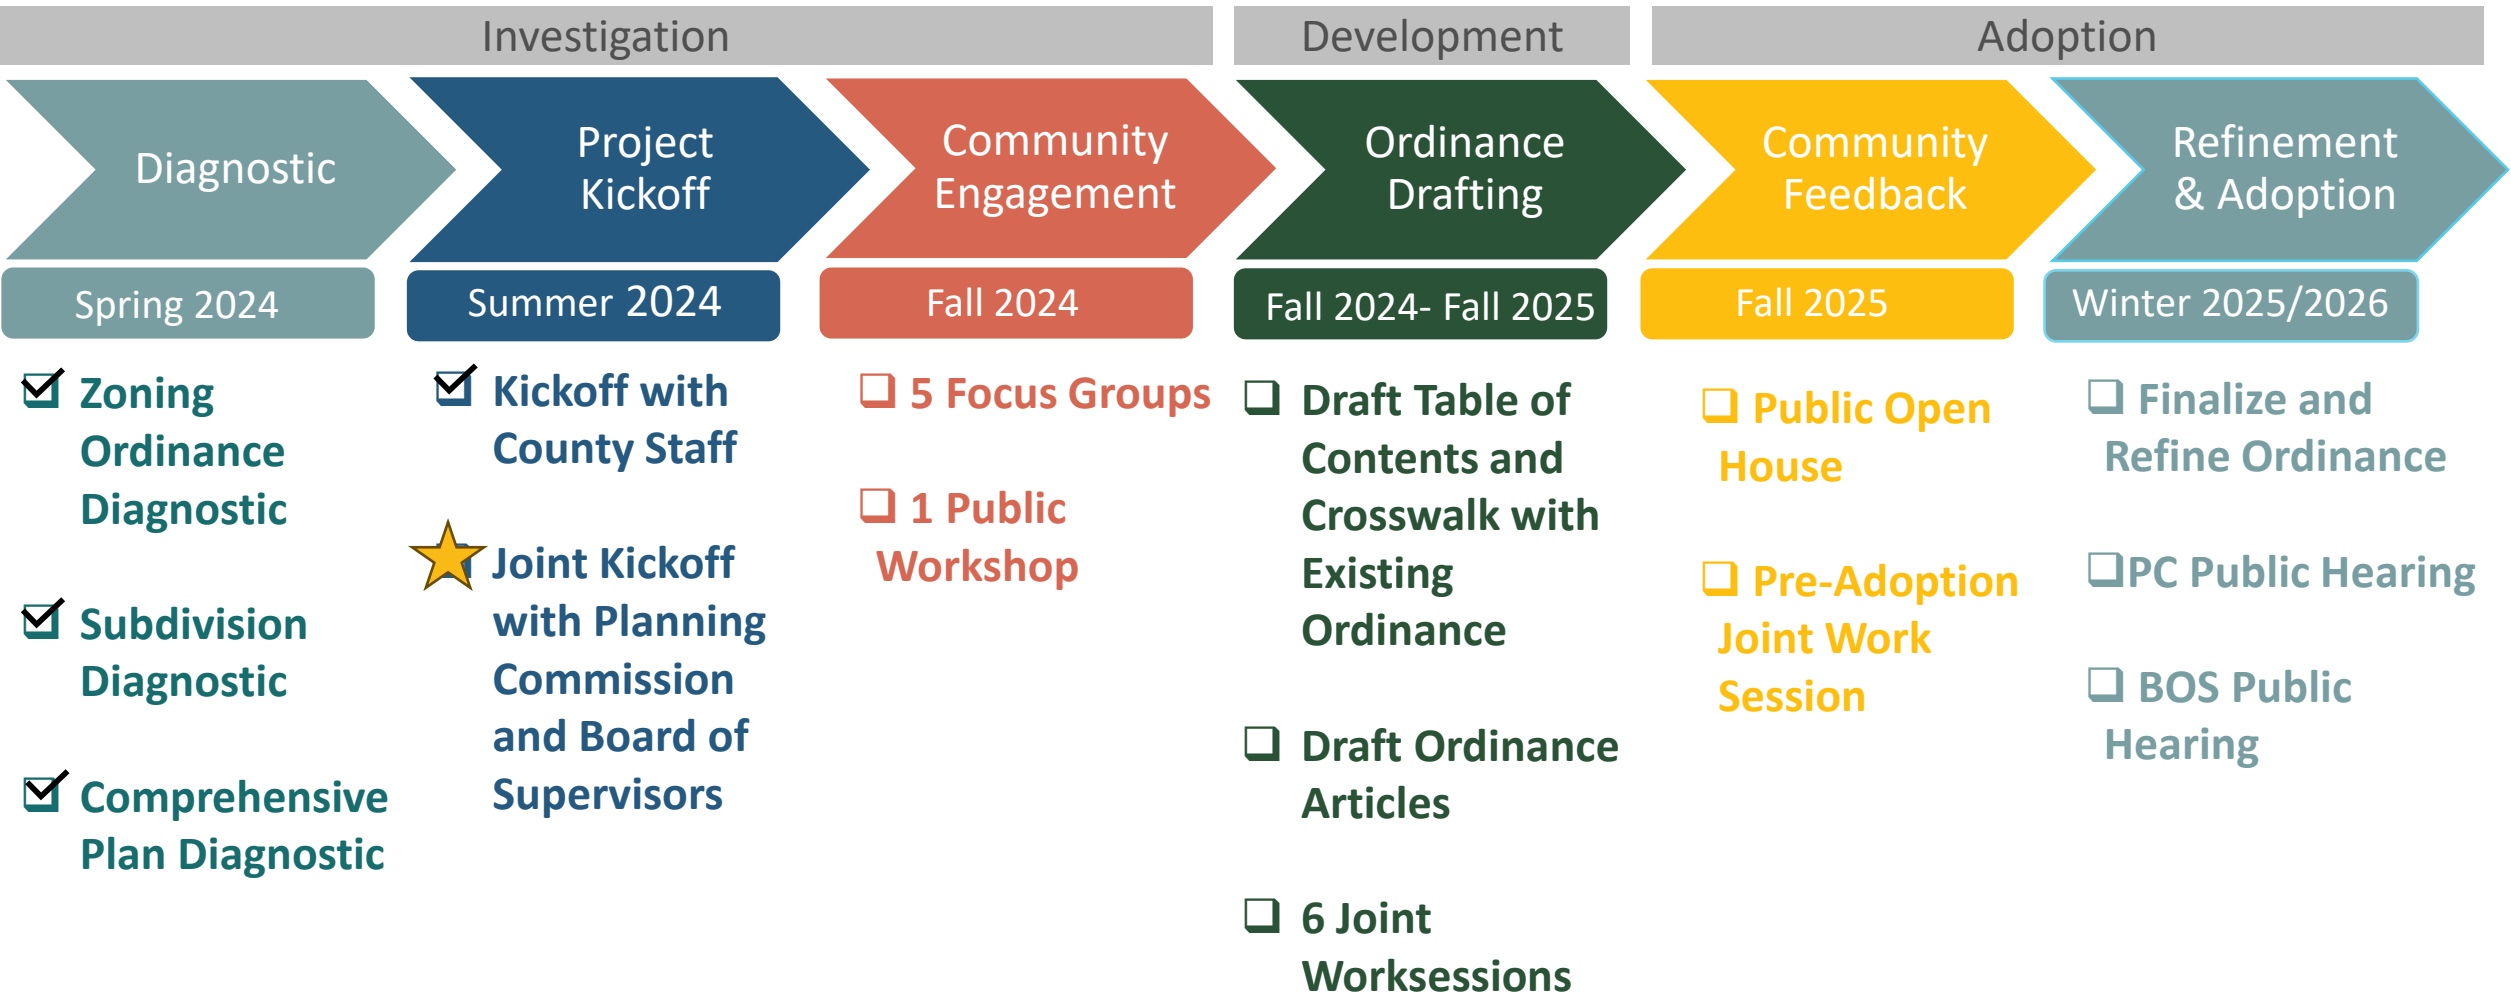 Investigation
Development
Adoption
Diagnostic
Project
Kickoff
Community
Engagement
Ordinance
Drafting
Community
Feedback
Refinement
& Adoption
Spring 2024
Summer 2024
Fall 2024
Fall 2024- Fall 2025
Fall 2025
Winter 2025/2026
Zoning
Ordinance
Diagnostic
Subdivision
Diagnostic
Comprehensive
Plan Diagnostic
Kickoff with
County Staff
Joint Kickoff
with Planning
Commission
and Board of
Supervisors
5 Focus Groups
1 Public
Workshop
Draft Table of
Contents and
Crosswalk with
Existing
Ordinance
Draft Ordinance
Articles
6 Joint
Worksessions
Public Open
House
Pre-Adoption
Joint Work
Session
Finalize and
Refine Ordinance
PC Public Hearing
BOS Public
Hearing